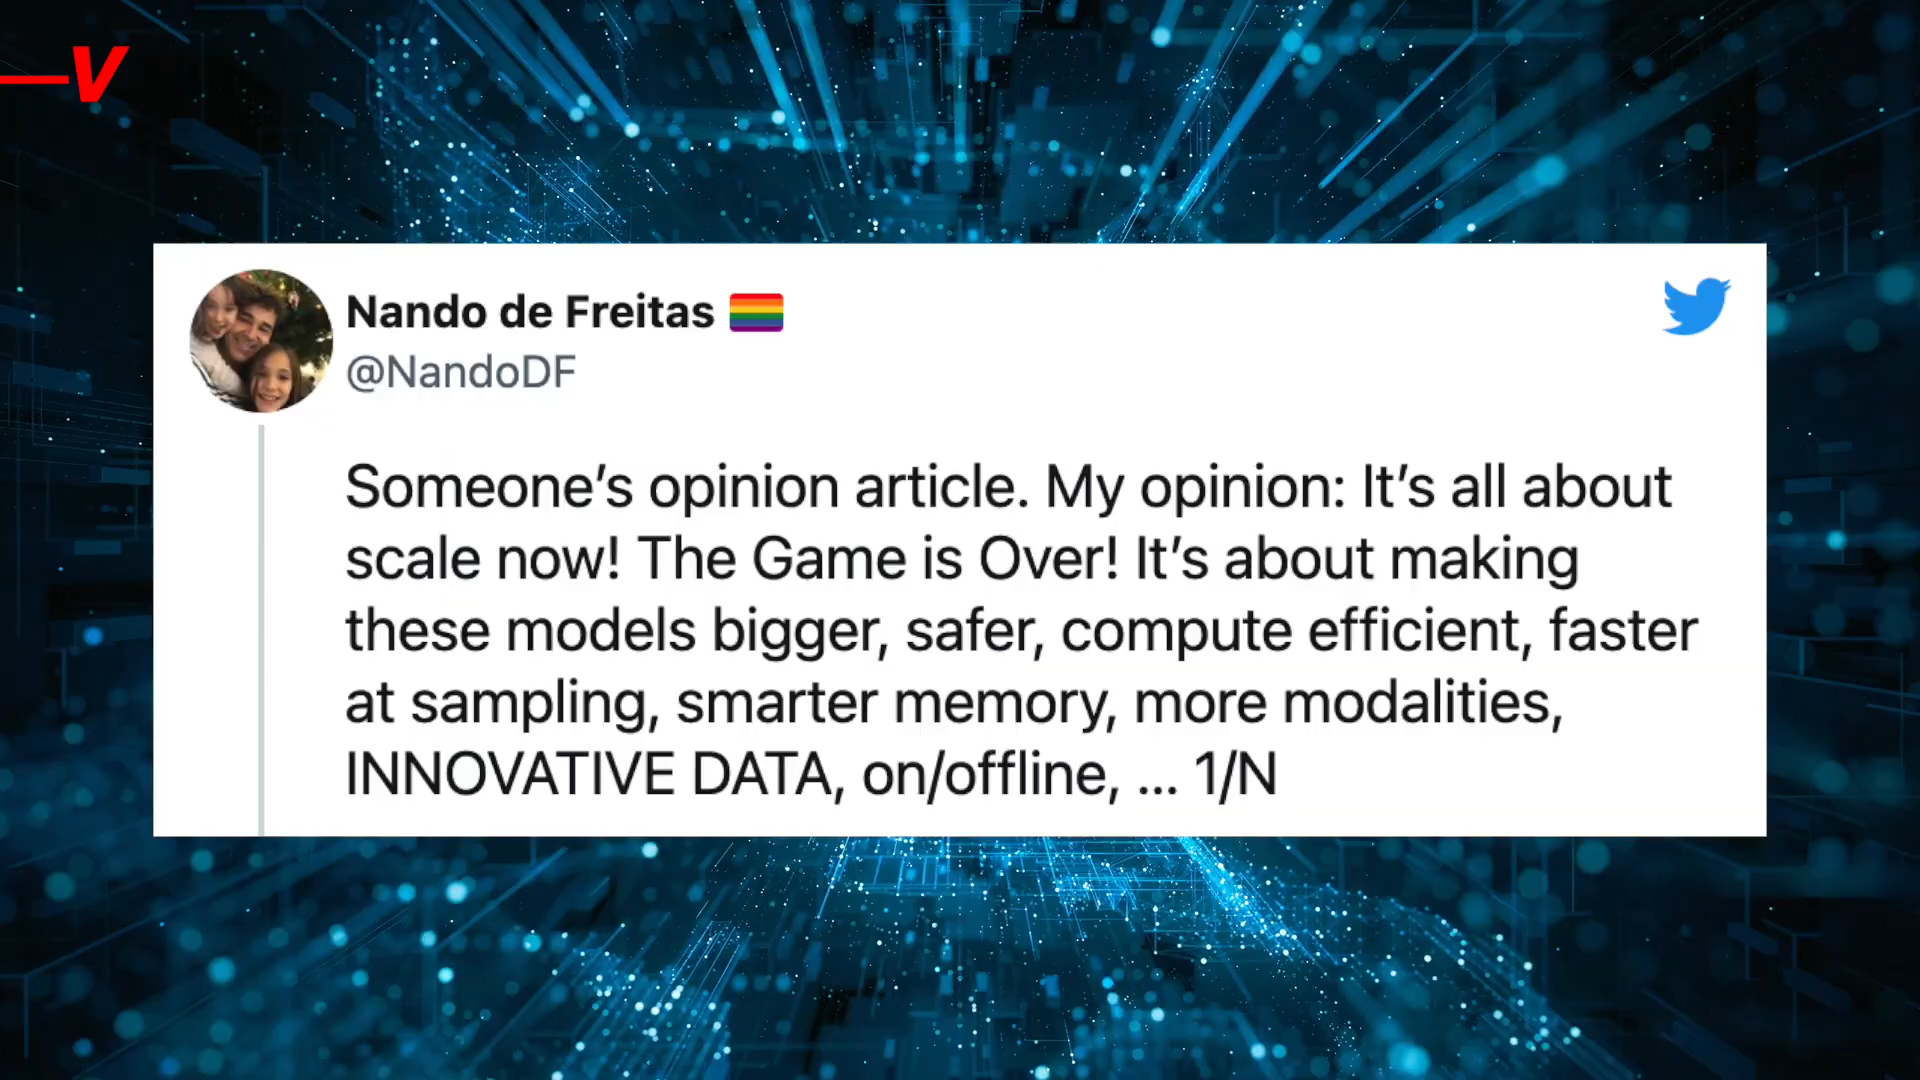 V
Nando de Freitas 🏳️‍🌈
@NandoDF
Someone’s opinion article. My opinion: It’s all about
scale now! The Game is Over! It’s about making
these models bigger, safer, compute efficient, faster
at sampling, smarter memory, more modalities,
INNOVATIVE DATA, on/offline, ... 1/N